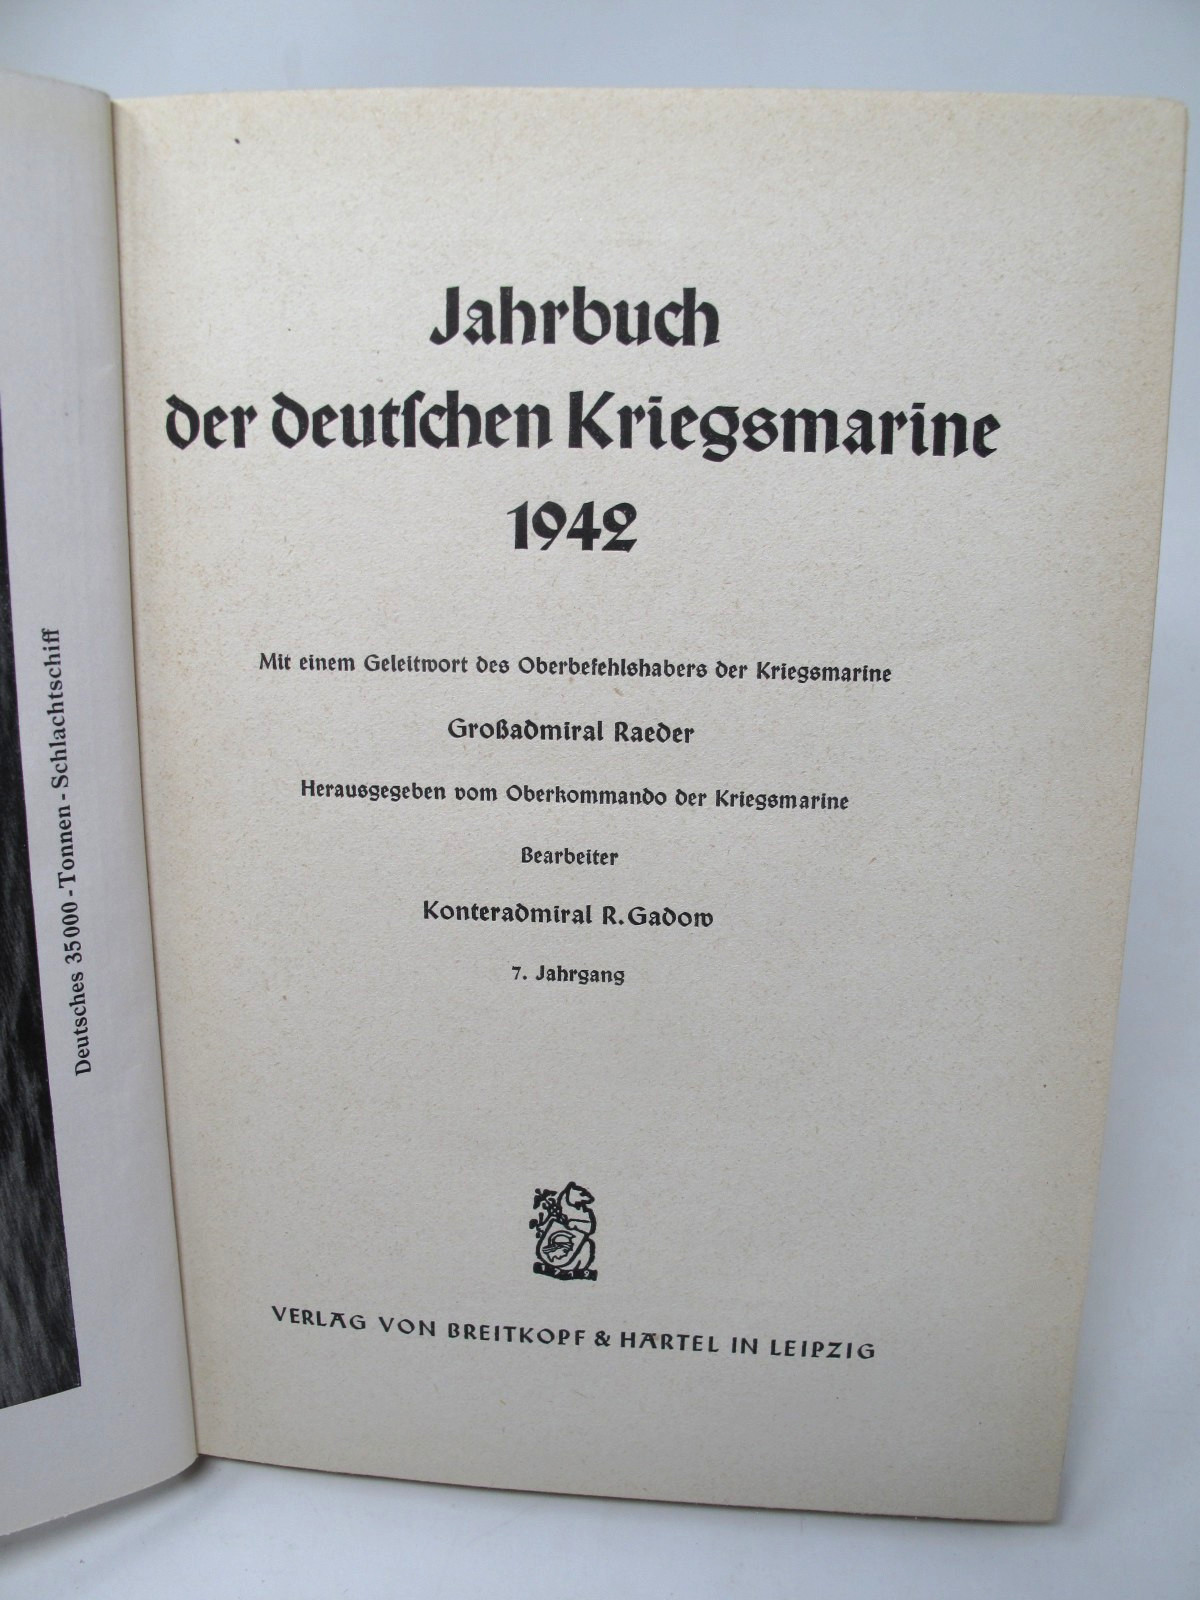 Deutsches 35000-Tonnen-Schlachtschiff
Jahrbuch
der deutſchen Kriegsmarine
1942
Mit einem Geleitwort des Oberbefehlshabers der Kriegsmarine
Großadmiral Raeder
Herausgegeben vom Oberkommando der Kriegsmarine
Bearbeiter
Konteradmiral R. Gadow
7. Jahrgang
1719
VERLAG VON BREITKOPF & HÄRTEL IN LEIPZIG